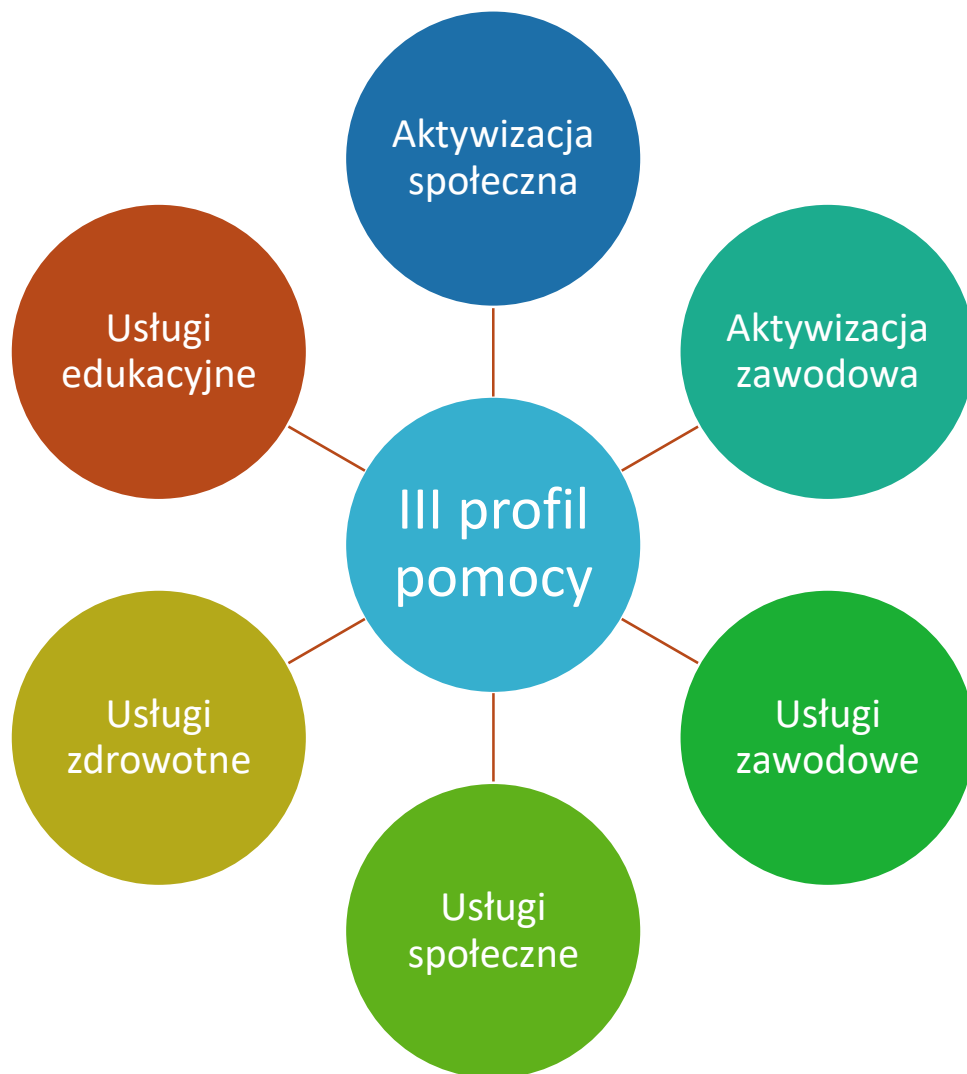 Aktywizacja
społeczna
Aktywizacja
zawodowa
Usługi
zawodowe
Usługi
społeczne
Usługi
zdrowotne
Usługi
edukacyjne
III profil
pomocy